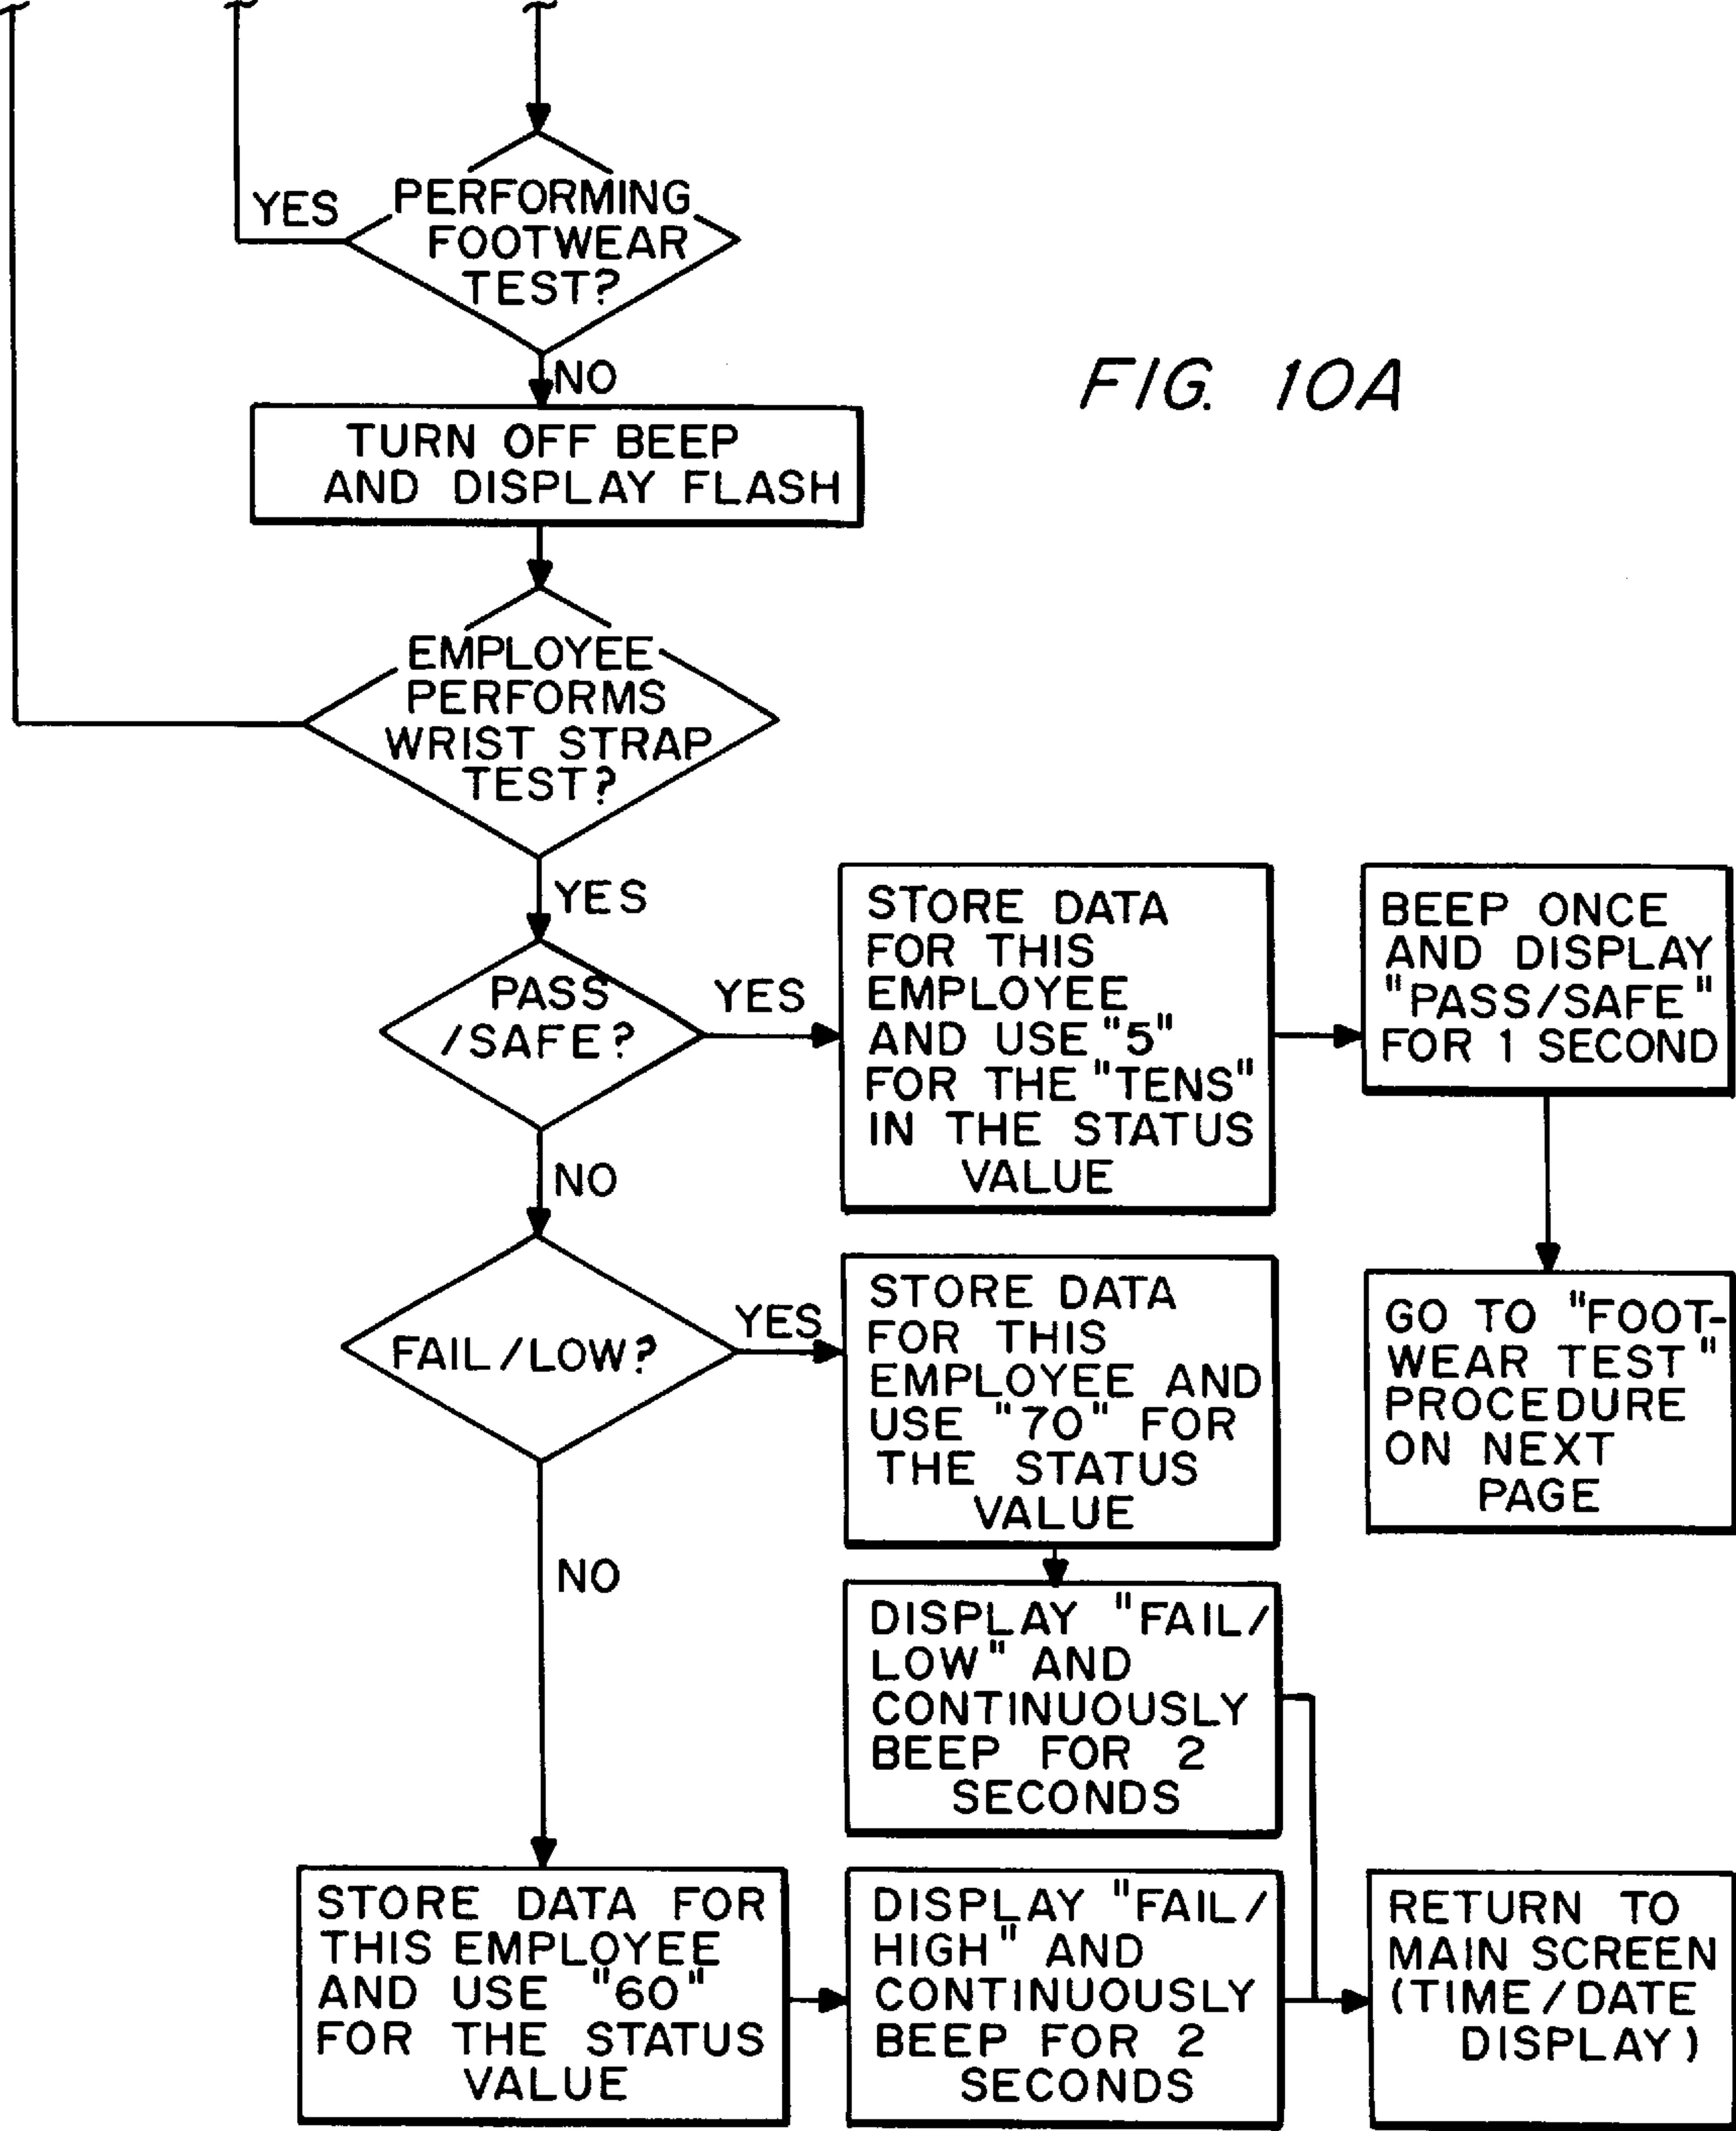 PERFORMING
FOOTWEAR
TEST?
YES
NO
FIG. 10A
TURN OFF BEEP
AND DISPLAY FLASH
EMPLOYEE
PERFORMS
WRIST STRAP
TEST?
YES
PASS
/SAFE?
YES
STORE DATA
FOR THIS
EMPLOYEE
AND USE "5"
FOR THE "TENS"
IN THE STATUS
VALUE
BEEP ONCE
AND DISPLAY
"PASS/SAFE"
FOR 1 SECOND
GO TO "FOOT-
WEAR TEST"
PROCEDURE
ON NEXT
PAGE
NO
FAIL/LOW?
YES
STORE DATA
FOR THIS
EMPLOYEE AND
USE "70" FOR
THE STATUS
VALUE
DISPLAY "FAIL/
LOW" AND
CONTINUOUSLY
BEEP FOR 2
SECONDS
NO
STORE DATA FOR
THIS EMPLOYEE
AND USE "60"
FOR THE STATUS
VALUE
DISPLAY "FAIL/
HIGH" AND
CONTINUOUSLY
BEEP FOR 2
SECONDS
RETURN TO
MAIN SCREEN
(TIME/DATE
DISPLAY)